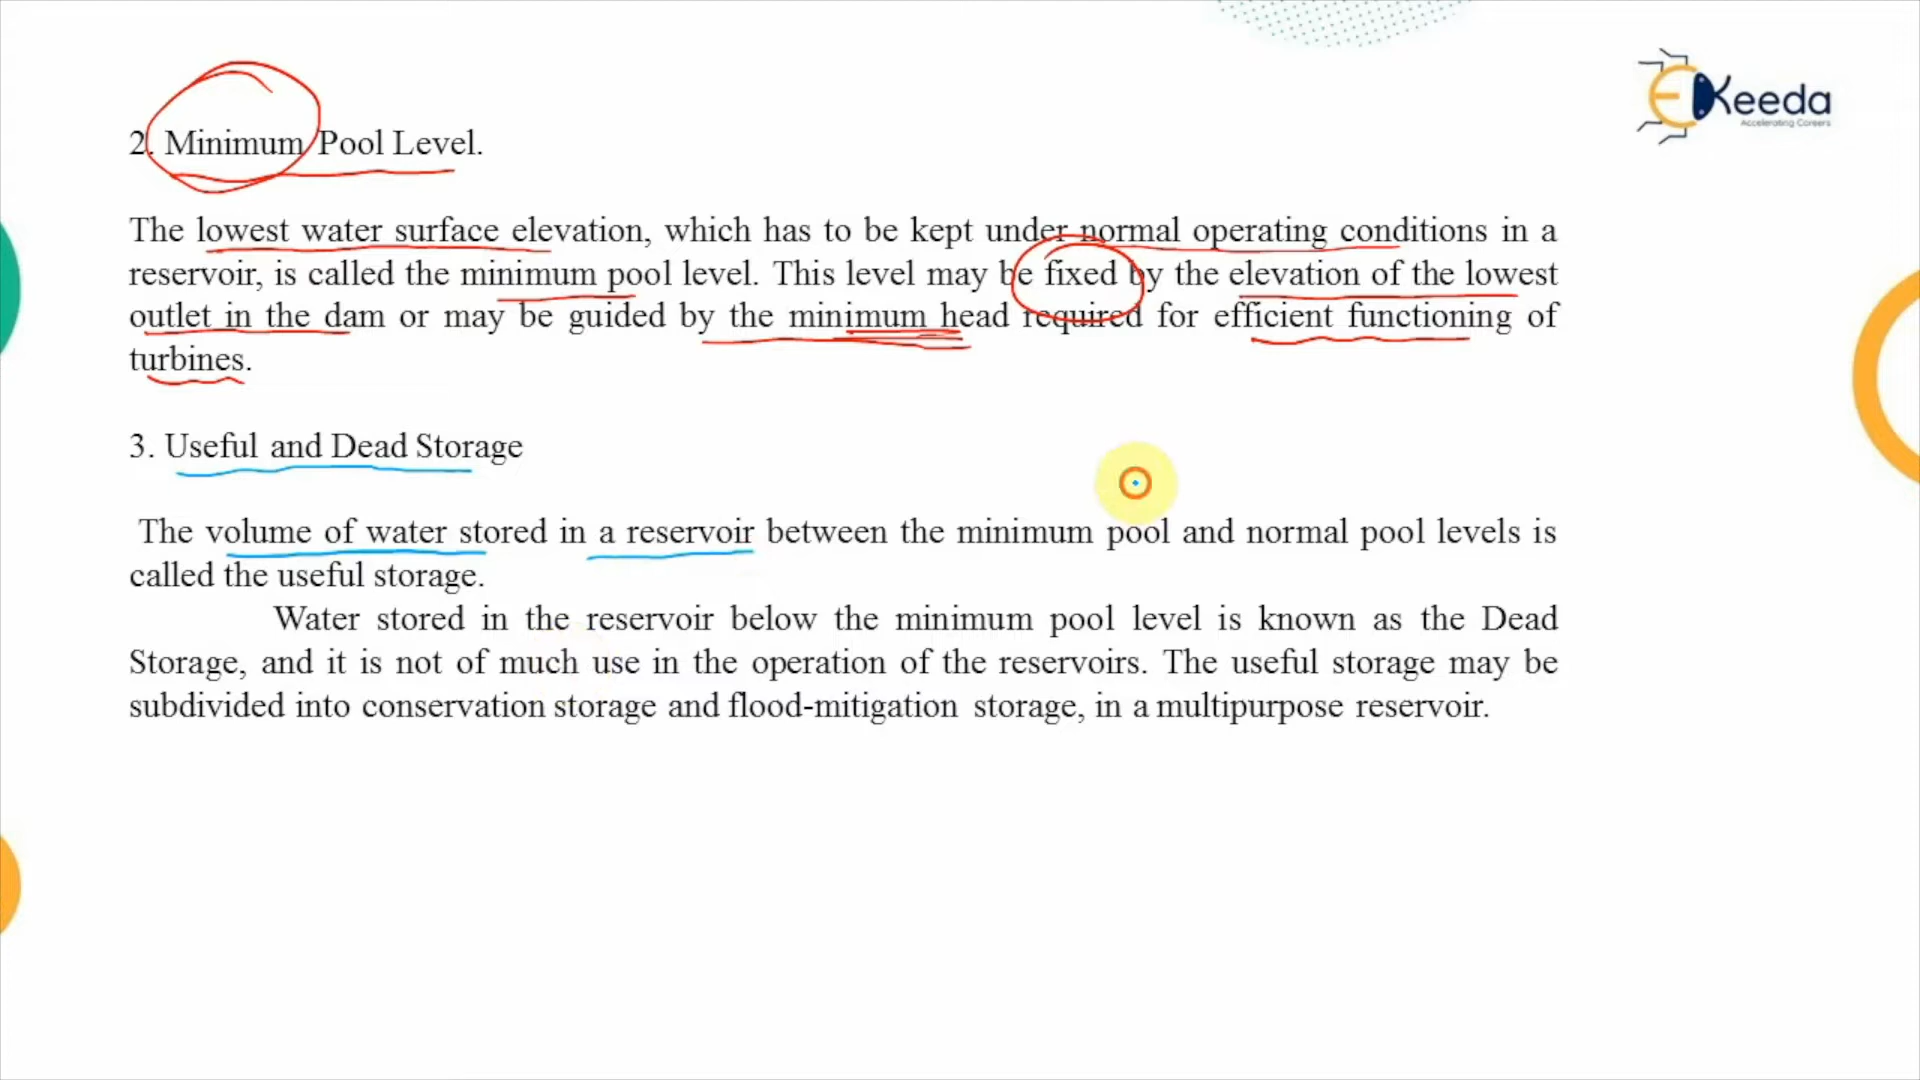 EKeeda
Accelerating Careers
2. Minimum Pool Level.
The lowest water surface elevation, which has to be kept under normal operating conditions in a
reservoir, is called the minimum pool level. This level may be fixed by the elevation of the lowest
outlet in the dam or may be guided by the minimum head required for efficient functioning of
turbines.
3. Useful and Dead Storage
The volume of water stored in a reservoir between the minimum pool and normal pool levels is
called the useful storage.
Water stored in the reservoir below the minimum pool level is known as the Dead
Storage, and it is not of much use in the operation of the reservoirs. The useful storage may be
subdivided into conservation storage and flood-mitigation storage, in a multipurpose reservoir.